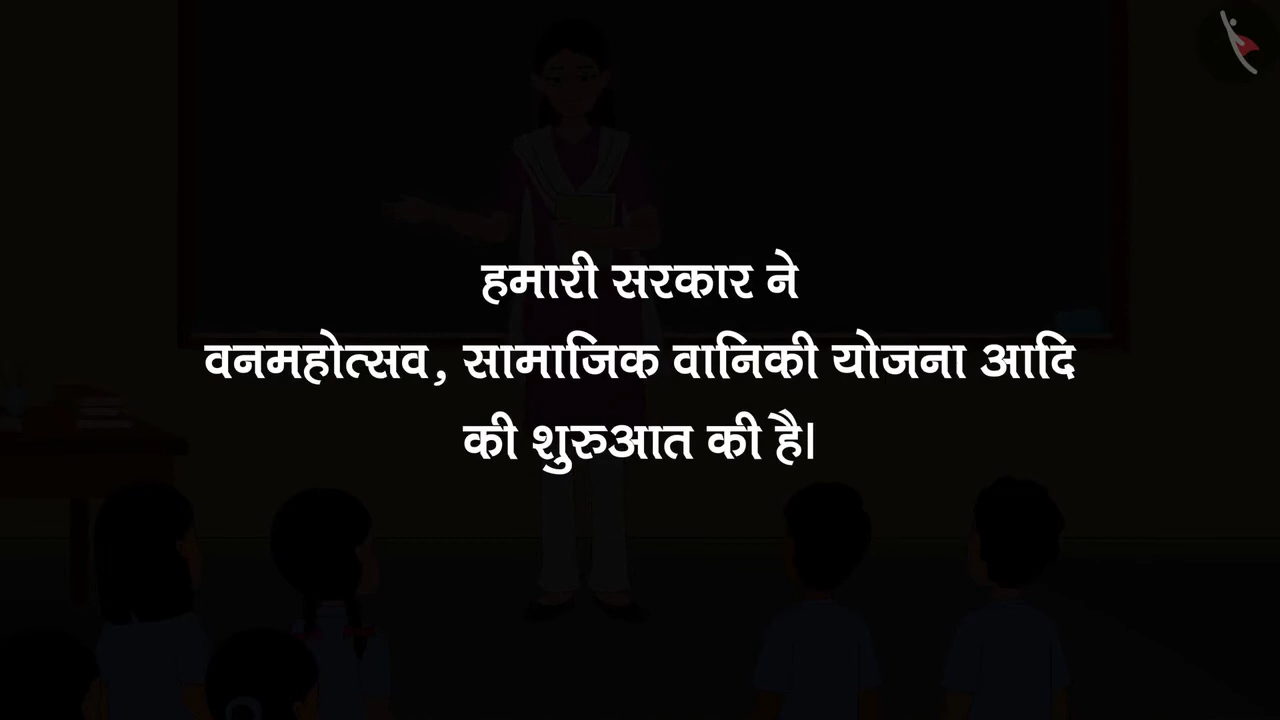 हमारी सरकार ने
वनमहोत्सव, सामाजिक वानिकी योजना आदि
की शुरुआत की है।